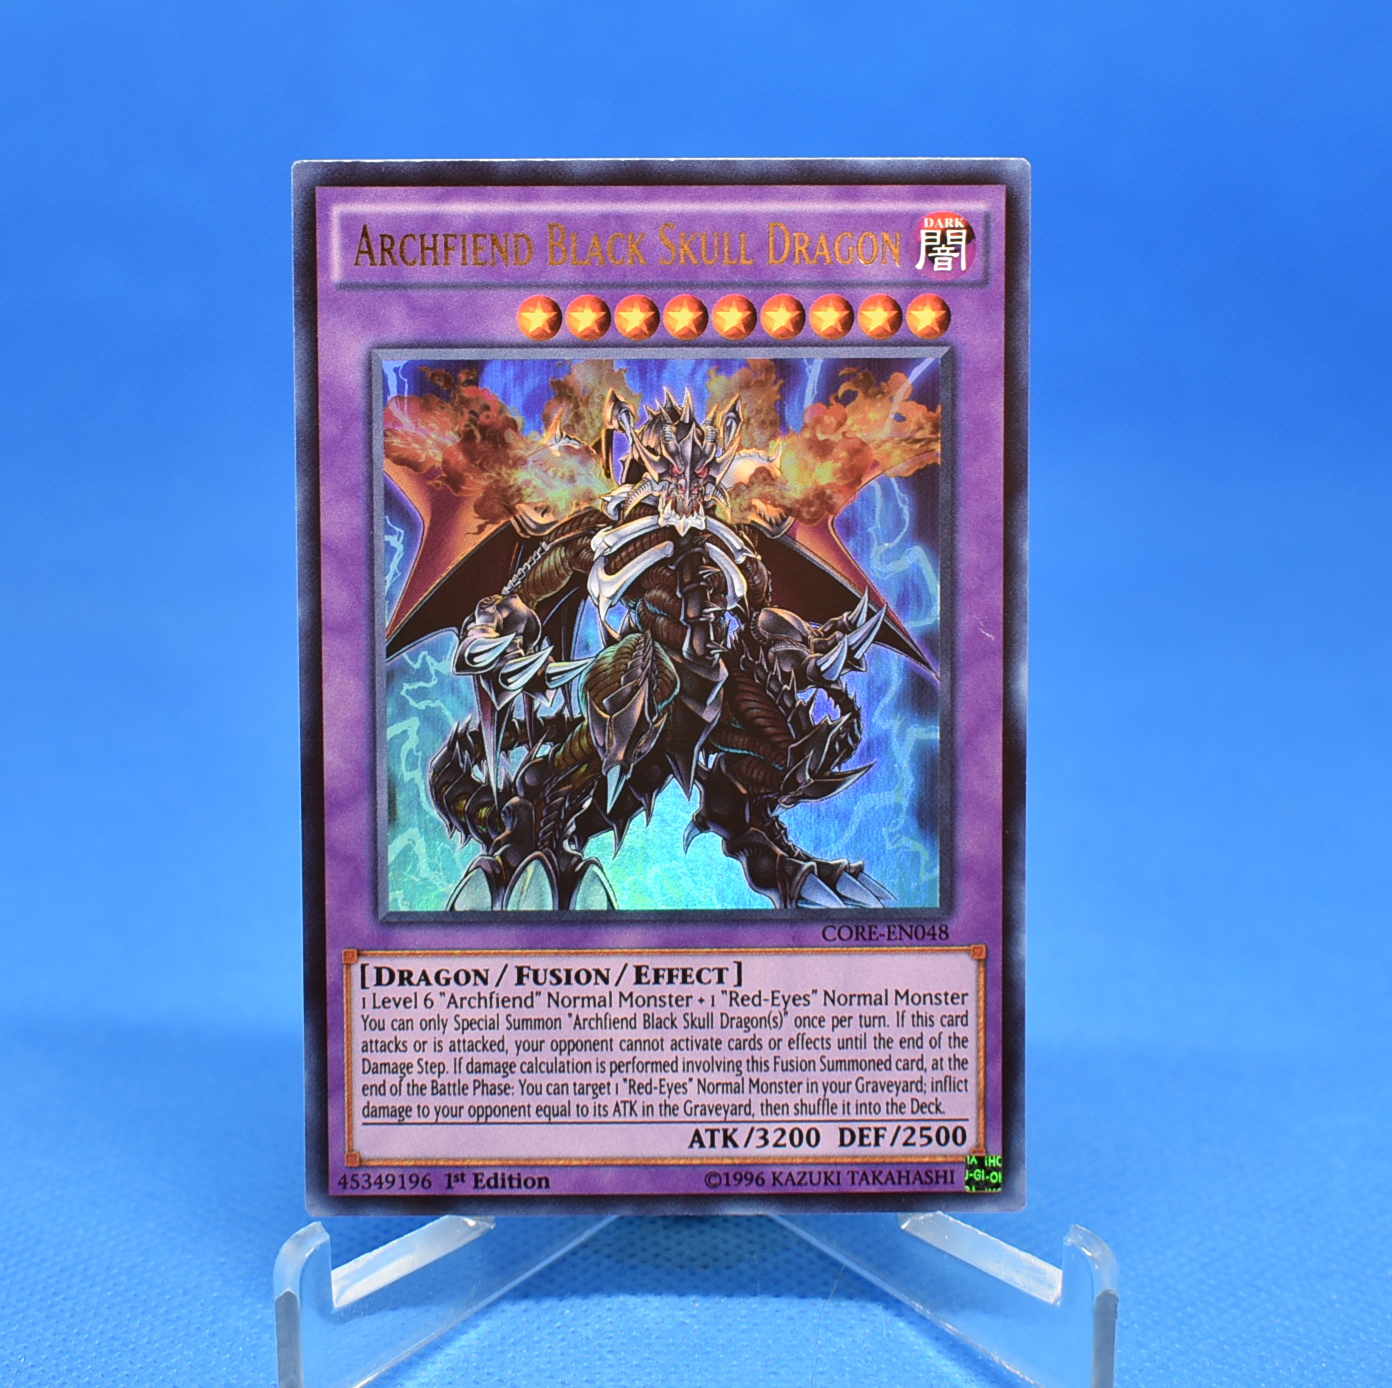 ARCHFIEND BLACK SKULL DRAGON
DARK
闇
CORE-EN048
[DRAGON/FUSION/EFFECT]
1 Level 6 "Archfiend" Normal Monster + 1 "Red-Eyes" Normal Monster
You can only Special Summon "Archfiend Black Skull Dragon(s)" once per turn. If this card
attacks or is attacked, your opponent cannot activate cards or effects until the end of the
Damage Step. If damage calculation is performed involving this Fusion Summoned card, at the
end of the Battle Phase: You can target 1 "Red-Eyes" Normal Monster in your Graveyard; inflict
damage to your opponent equal to its ATK in the Graveyard, then shuffle it into the Deck.
ATK/3200 DEF/2500
45349196 1st Edition ©1996 KAZUKI TAKAHASHI